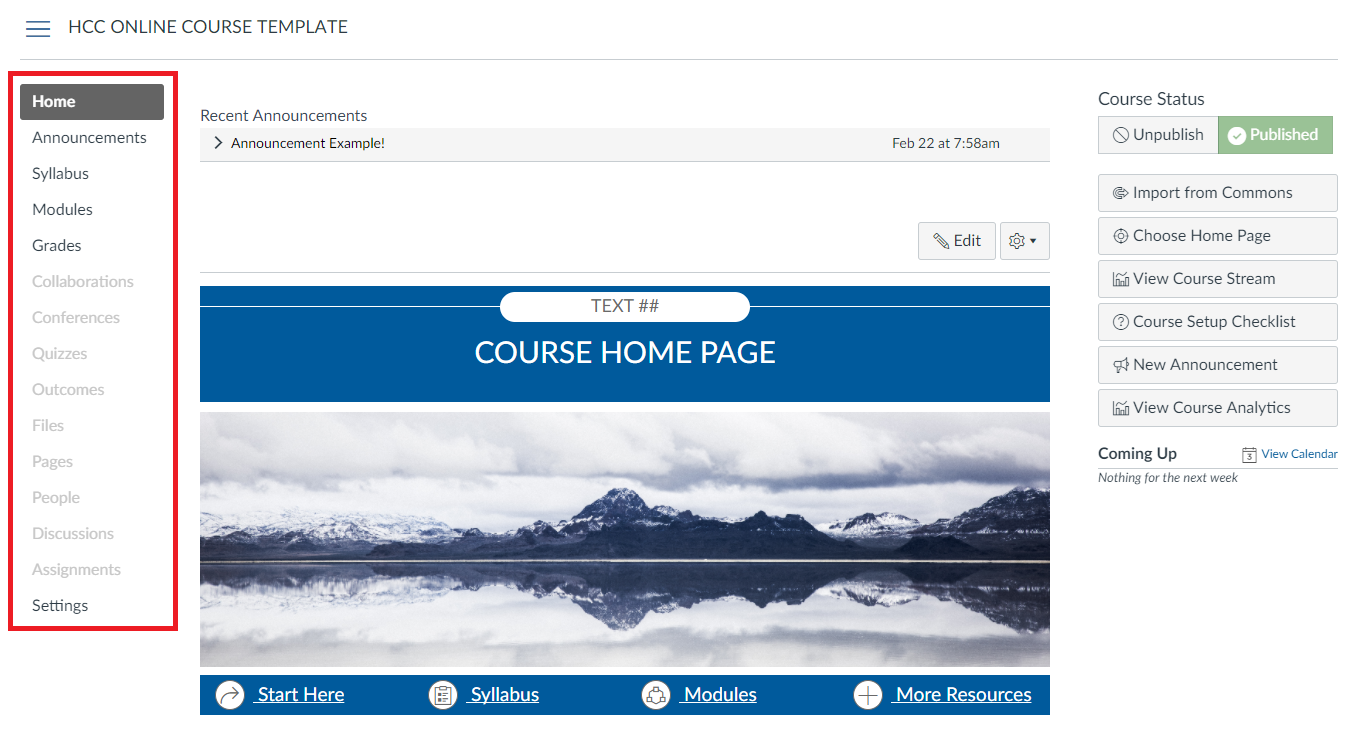 HCC ONLINE COURSE TEMPLATE
Home
Announcements
Syllabus
Modules
Grades
Collaborations
Conferences
Quizzes
Outcomes
Files
Pages
People
Discussions
Assignments
Settings
Recent Announcements
Announcement Example! Feb 22 at 7:58am
Edit
TEXT ##
COURSE HOME PAGE
Start Here Syllabus Modules More Resources
Course Status
Unpublish Published
Import from Commons
Choose Home Page
View Course Stream
Course Setup Checklist
New Announcement
View Course Analytics
Coming Up 3 View Calendar
Nothing for the next week